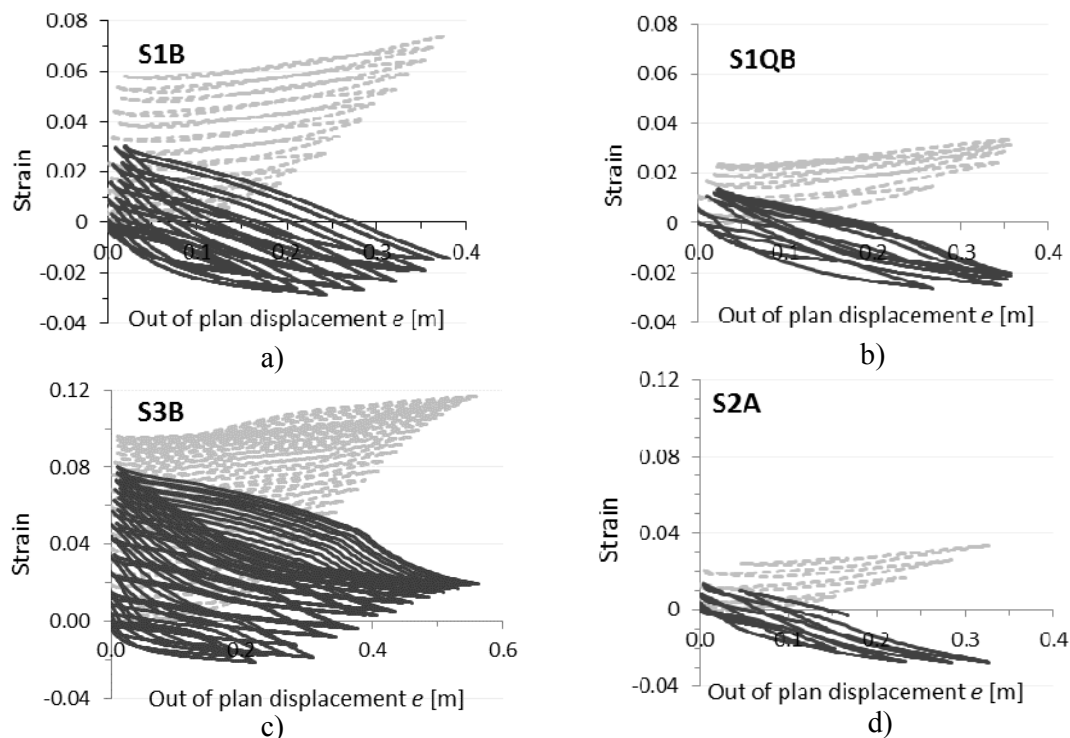 0.08
S1B
0.06
0.04
0.02
0
0.0 0.1 0.2 0.3 0.4
-0.02
-0.04
Strain
Out of plan displacement e [m]
a)
0.08
S1QB
0.06
0.04
0.02
0
0.0 0.1 0.2 0.3 0.4
-0.02
-0.04
Strain
Out of plan displacement e [m]
b)
0.12
S3B
0.08
0.04
0.00
0.0 0.2 0.4 0.6
-0.04
Strain
Out of plan displacement e [m]
c)
0.12
S2A
0.08
0.04
0
0.0 0.1 0.2 0.3 0.4
-0.04
Strain
Out of plan displacement e [m]
d)